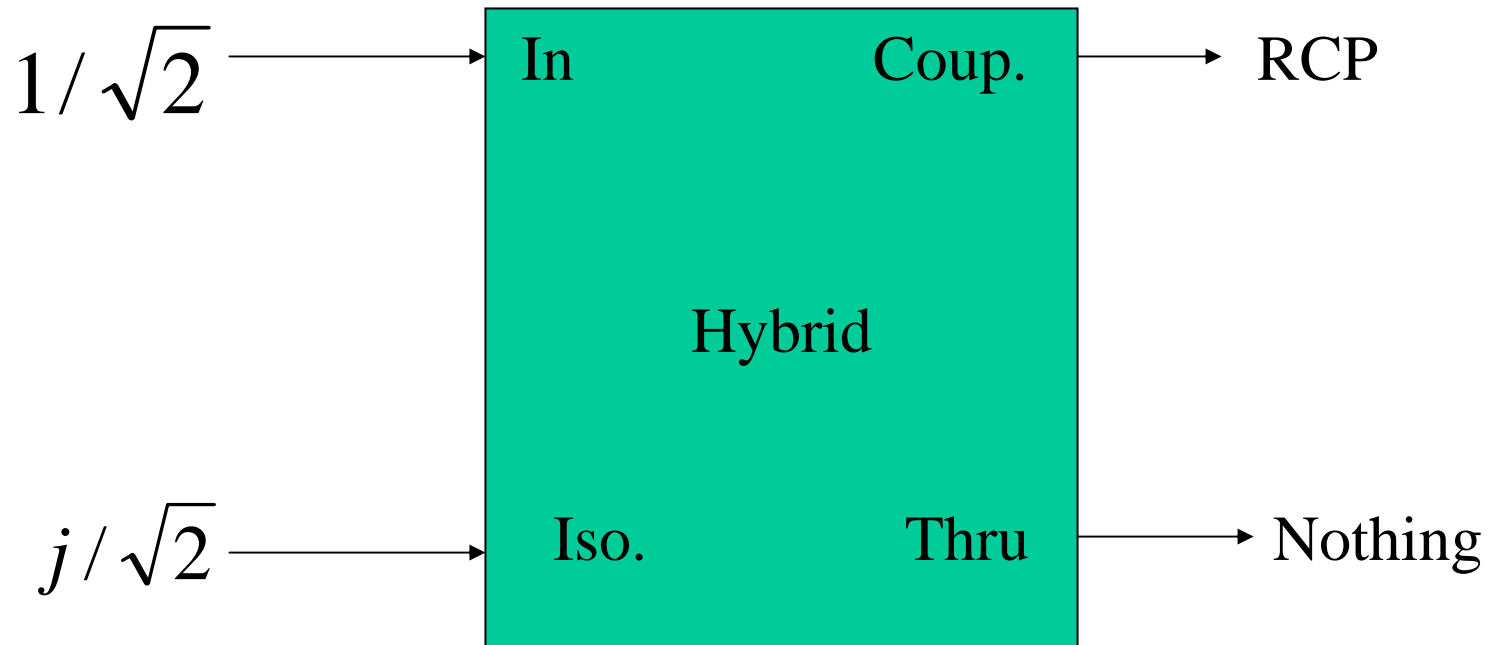 1/√2 In Coup. RCP
Hybrid
j/√2 Iso. Thru Nothing